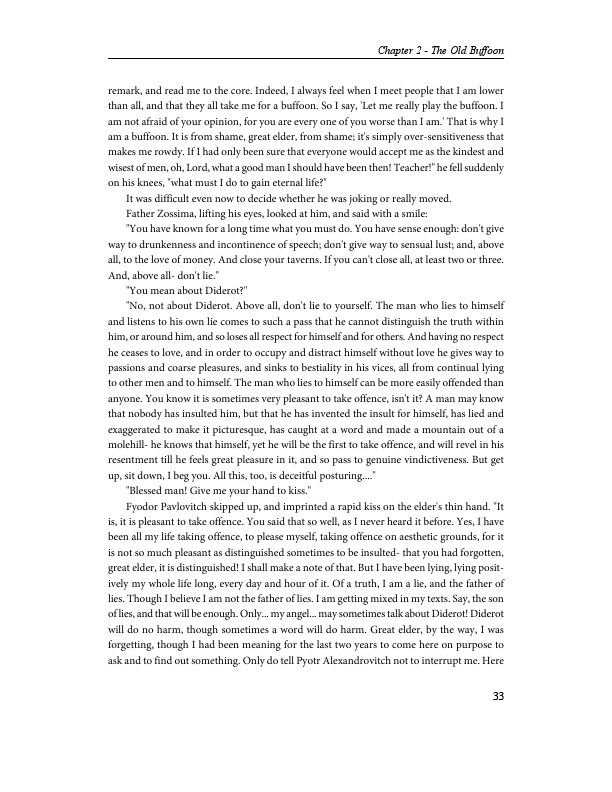 Chapter 2 - The Old Buffoon
remark, and read me to the core. Indeed, I always feel when I meet people that I am lower
than all, and that they all take me for a buffoon. So I say, 'Let me really play the buffoon. I
am not afraid of your opinion, for you are every one of you worse than I am.' That is why I
am a buffoon. It is from shame, great elder, from shame; it's simply over-sensitiveness that
makes me rowdy. If I had only been sure that everyone would accept me as the kindest and
wisest of men, oh, Lord, what a good man I should have been then! Teacher!" he fell suddenly
on his knees, "what must I do to gain eternal life?"
It was difficult even now to decide whether he was joking or really moved.
Father Zossima, lifting his eyes, looked at him, and said with a smile:
"You have known for a long time what you must do. You have sense enough: don't give
way to drunkenness and incontinence of speech; don't give way to sensual lust; and, above
all, to the love of money. And close your taverns. If you can't close all, at least two or three.
And, above all- don't lie."
"You mean about Diderot?"
"No, not about Diderot. Above all, don't lie to yourself. The man who lies to himself
and listens to his own lie comes to such a pass that he cannot distinguish the truth within
him, or around him, and so loses all respect for himself and for others. And having no respect
he ceases to love, and in order to occupy and distract himself without love he gives way to
passions and coarse pleasures, and sinks to bestiality in his vices, all from continual lying
to other men and to himself. The man who lies to himself can be more easily offended than
anyone. You know it is sometimes very pleasant to take offence, isn't it? A man may know
that nobody has insulted him, but that he has invented the insult for himself, has lied and
exaggerated to make it picturesque, has caught at a word and made a mountain out of a
molehill- he knows that himself, yet he will be the first to take offence, and will revel in his
resentment till he feels great pleasure in it, and so pass to genuine vindictiveness. But get
up, sit down, I beg you. All this, too, is deceitful posturing...."
"Blessed man! Give me your hand to kiss."
Fyodor Pavlovitch skipped up, and imprinted a rapid kiss on the elder's thin hand. "It
is, it is pleasant to take offence. You said that so well, as I never heard it before. Yes, I have
been all my life taking offence, to please myself, taking offence on aesthetic grounds, for it
is not so much pleasant as distinguished sometimes to be insulted- that you had forgotten,
great elder, it is distinguished! I shall make a note of that. But I have been lying, lying posit-
ively my whole life long, every day and hour of it. Of a truth, I am a lie, and the father of
lies. Though I believe I am not the father of lies. I am getting mixed in my texts. Say, the son
of lies, and that will be enough. Only... my angel... may sometimes talk about Diderot! Diderot
will do no harm, though sometimes a word will do harm. Great elder, by the way, I was
forgetting, though I had been meaning for the last two years to come here on purpose to
ask and to find out something. Only do tell Pyotr Alexandrovitch not to interrupt me. Here
33